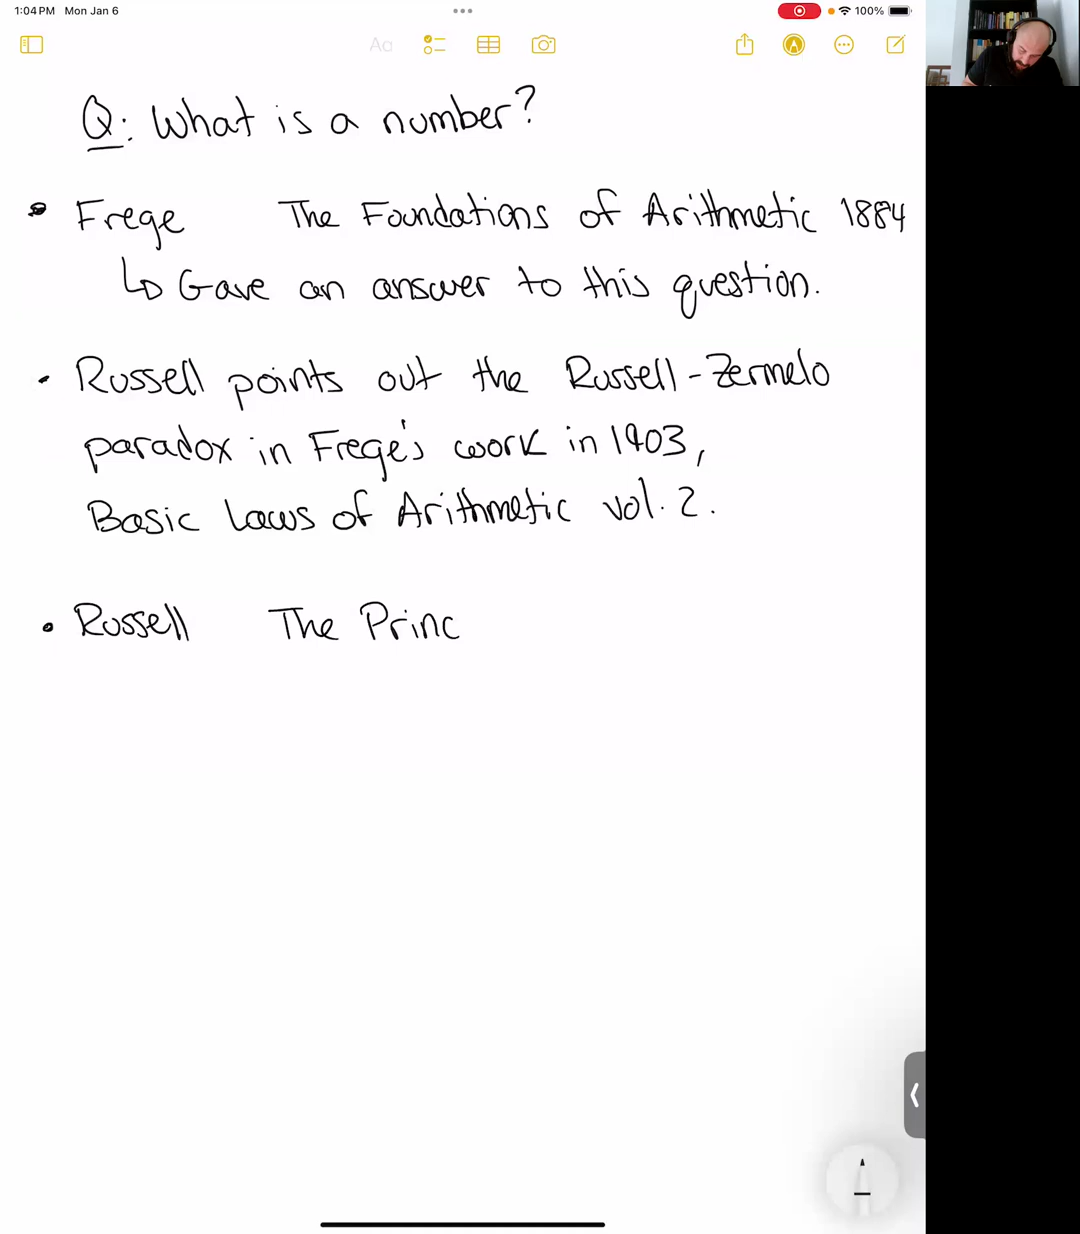 1:04 PM Mon Jan 6
100%
Aa
Q: What is a number?
• Frege The Foundations of Arithmetic 1884
↳ Gave an answer to this question.
• Russell points out the Russell-Zermelo
paradox in Frege's work in 1903,
Basic Laws of Arithmetic vol. 2.
• Russell The Princ